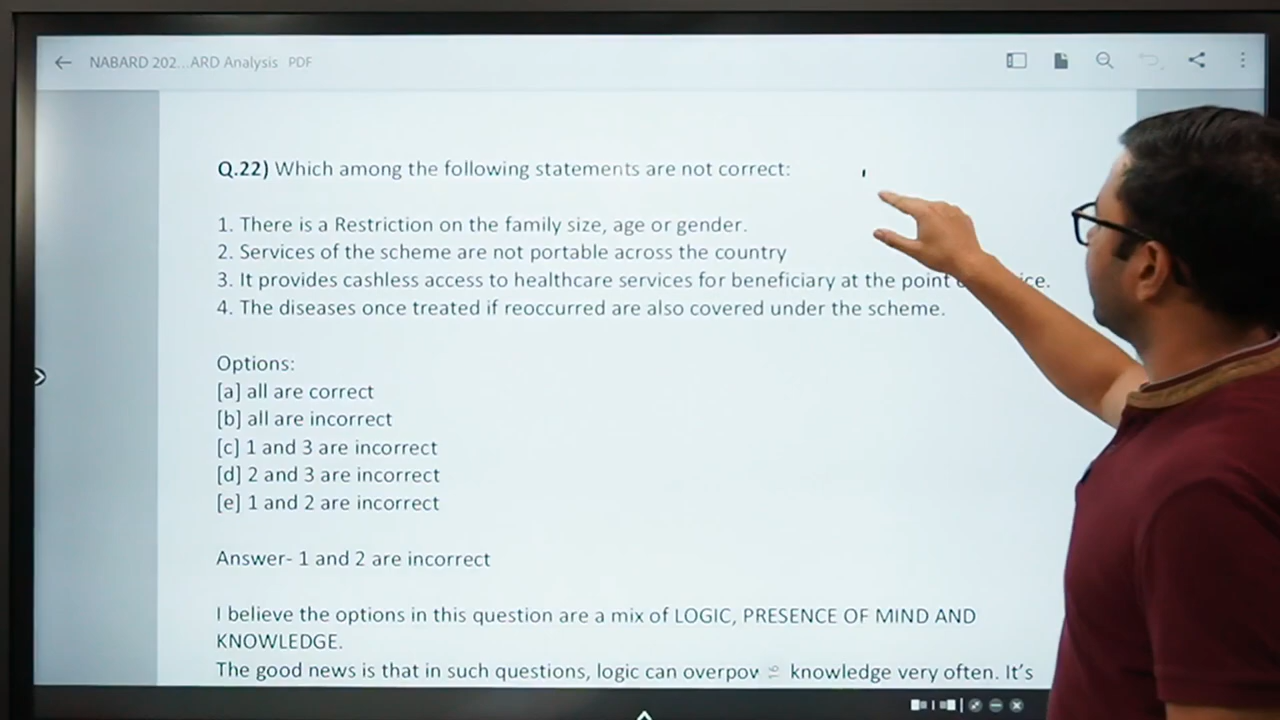 NABARD 202...ARD Analysis PDF
Q.22) Which among the following statements are not correct:
1. There is a Restriction on the family size, age or gender.
2. Services of the scheme are not portable across the country
3. It provides cashless access to healthcare services for beneficiary at the point
4. The diseases once treated if reoccurred are also covered under the scheme.
Options:
[a] all are correct
[b] all are incorrect
[c] 1 and 3 are incorrect
[d] 2 and 3 are incorrect
[e] 1 and 2 are incorrect
Answer- 1 and 2 are incorrect
I believe the options in this question are a mix of LOGIC, PRESENCE OF MIND AND
KNOWLEDGE.
The good news is that in such questions, logic can knowledge very often. It's